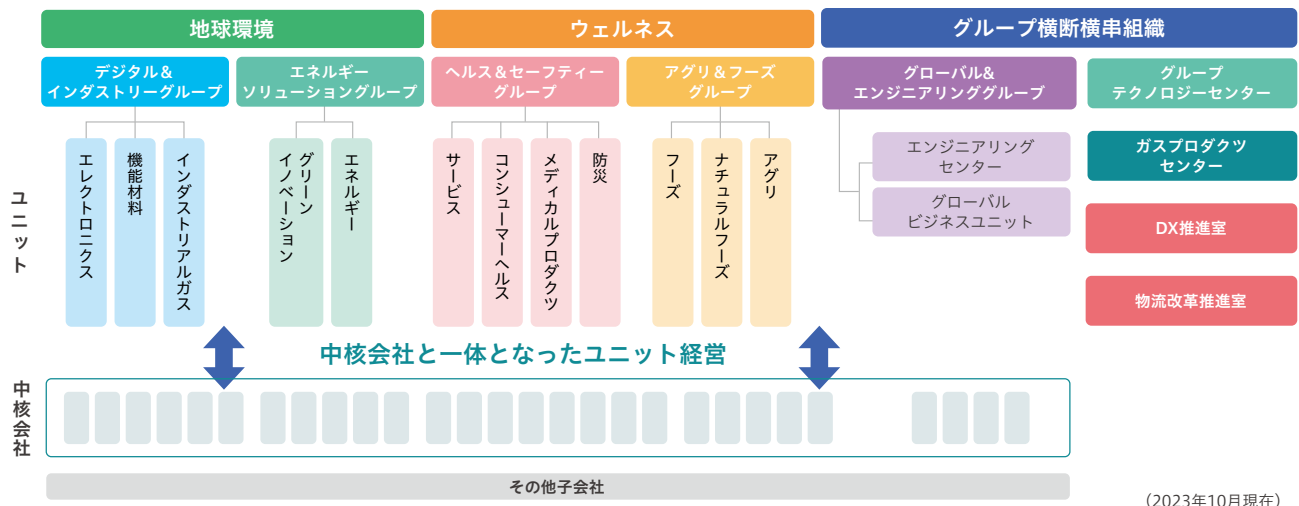 地球環境
ウェルネス
グループ横断横串組織
デジタル＆
インダストリーグループ
エネルギー
ソリューショングループ
ヘルス＆セーフティー
グループ
アグリ＆フーズ
グループ
グローバル&
エンジニアリンググループ
グループ
テクノロジーセンター
ユニット
エレクトロニクス
機能材料
インダストリアルガス
グリーン
イノベーション
エネルギー
サービス
コンシューマーヘルス
メディカルプロダクツ
防災
フーズ
ナチュラルフーズ
アグリ
エンジニアリング
センター
グローバル
ビジネスユニット
ガスプロダクツ
センター
DX推進室
物流改革推進室
中核会社と一体となったユニット経営
中核会社
その他子会社
（2023年10月現在）